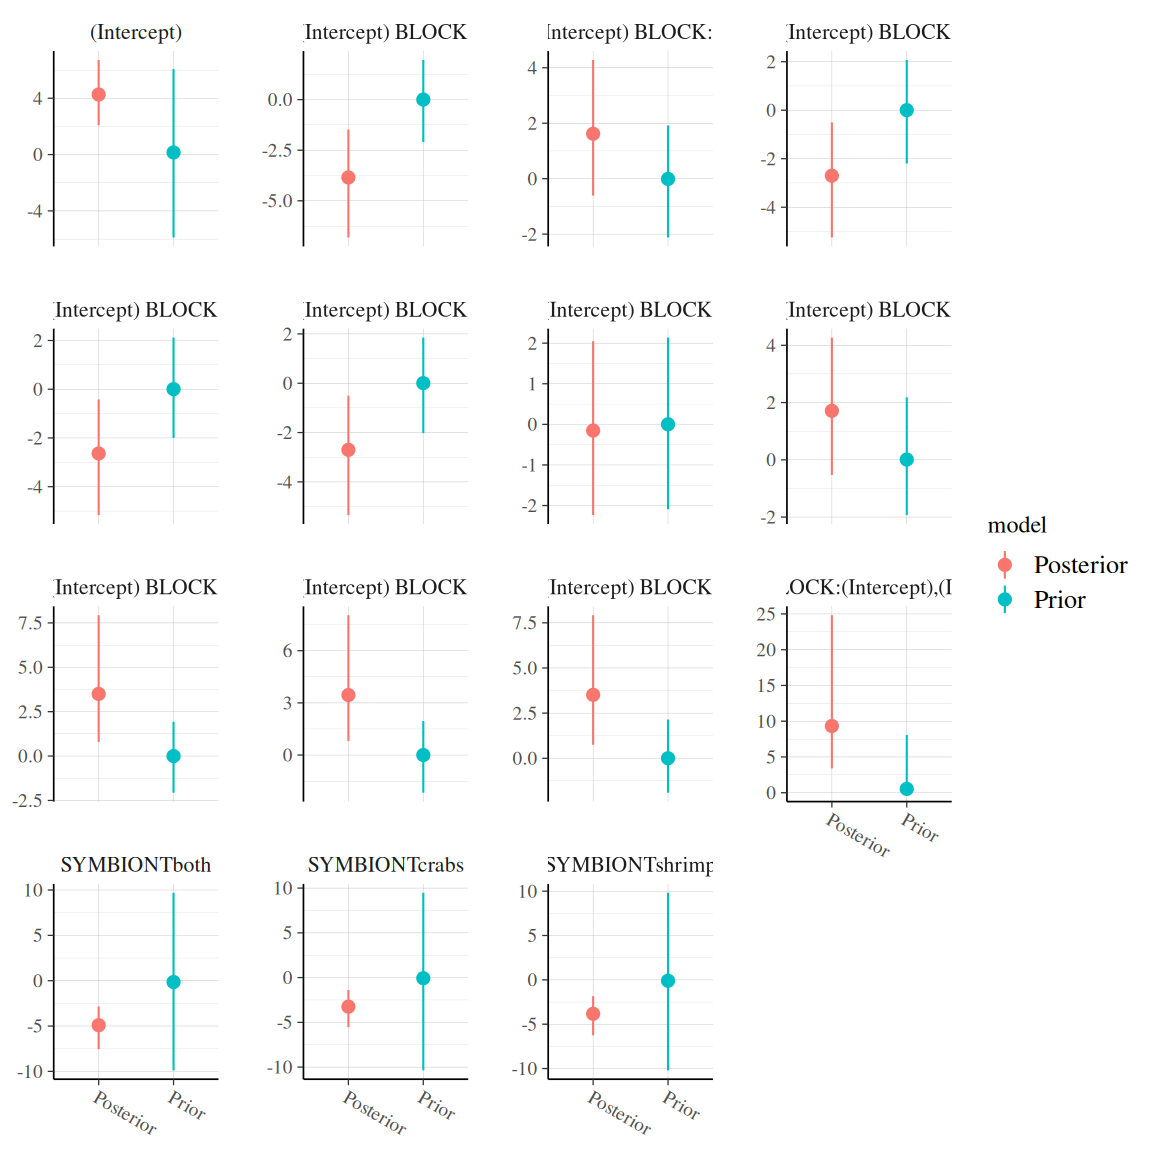 (Intercept)
(Intercept) BLOCK
Intercept) BLOCK:
(Intercept) BLOCK
4
0
-4
0.0
-2.5
-5.0
4
2
0
-2
2
0
-2
-4
(Intercept) BLOCK
(Intercept) BLOCK
(Intercept) BLOCK
(Intercept) BLOCK
2
0
-2
-4
2
0
-2
-4
2
1
0
-1
-2
4
2
0
-2
(Intercept) BLOCK
(Intercept) BLOCK
(Intercept) BLOCK
OCK:(Intercept),(I
7.5
5.0
2.5
0.0
-2.5
6
3
0
7.5
5.0
2.5
0.0
25
20
15
10
5
0
Posterior
Prior
SYMBIONTboth
SYMBIONTcrabs
SYMBIONTshrimp
10
5
0
-5
-10
10
5
0
-5
-10
10
5
0
-5
-10
Posterior
Prior
Posterior
Prior
Posterior
Prior
model
Posterior
Prior